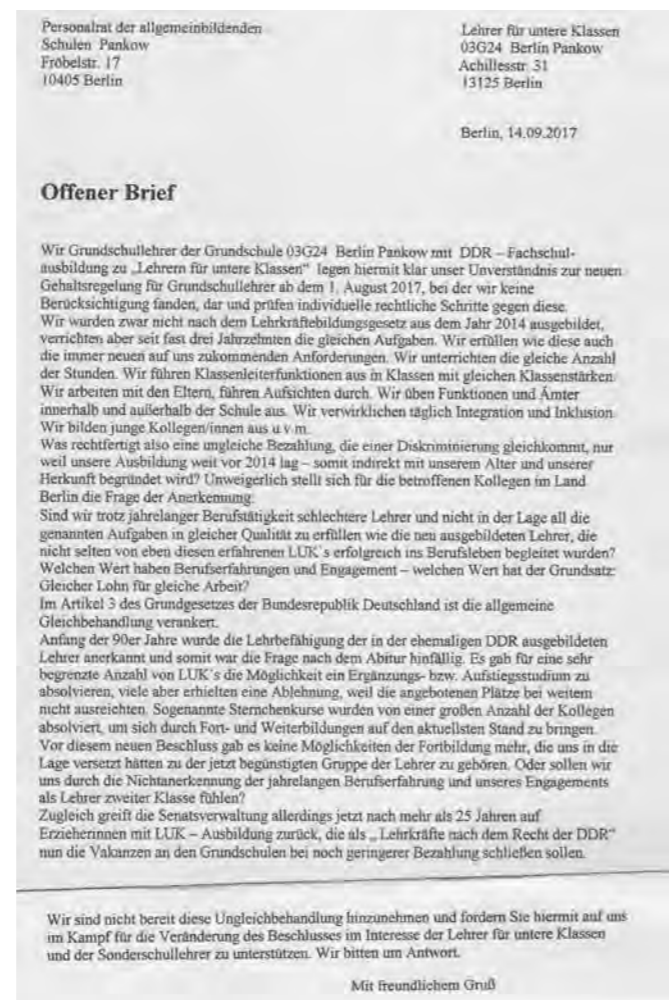 Personalrat der allgemeinbildenden
Schulen Pankow
Fröbelstr. 17
10405 Berlin
Lehrer für untere Klassen
03G24 Berlin Pankow
Achillesstr. 31
13125 Berlin
Berlin, 14.09.2017
Offener Brief
Wir Grundschullehrer der Grundschule 03G24 Berlin Pankow mit DDR – Fachschul-
ausbildung zu „Lehrern für untere Klassen“ legen hiermit klar unser Unverständnis zur neuen
Gehaltsregelung für Grundschullehrer ab dem 1. August 2017, bei der wir keine
Berücksichtigung fanden, dar und prüfen individuelle rechtliche Schritte gegen diese.
Wir wurden zwar nicht nach dem Lehrkräftebildungsgesetz aus dem Jahr 2014 ausgebildet,
verrichten aber seit fast drei Jahrzehnten die gleichen Aufgaben. Wir erfüllen wie diese auch
die immer neuen auf uns zukommenden Anforderungen. Wir unterrichten die gleiche Anzahl
der Stunden. Wir führen Klassenleiterfunktionen aus in Klassen mit gleichen Klassenstärken.
Wir arbeiten mit den Eltern, führen Aufsichten durch. Wir üben Funktionen und Ämter
innerhalb und außerhalb der Schule aus. Wir verwirklichen täglich Integration und Inklusion.
Wir bilden junge Kollegen/innen aus u.v.m.
Was rechtfertigt also eine ungleiche Bezahlung, die einer Diskriminierung gleichkommt, nur
weil unsere Ausbildung weit vor 2014 lag – somit indirekt mit unserem Alter und unserer
Herkunft begründet wird? Unweigerlich stellt sich für die betroffenen Kollegen im Land
Berlin die Frage der Anerkennung.
Sind wir trotz jahrelanger Berufstätigkeit schlechtere Lehrer und nicht in der Lage all die
genannten Aufgaben in gleicher Qualität zu erfüllen wie die neu ausgebildeten Lehrer, die
nicht selten von eben diesen erfahrenen LUK`s erfolgreich ins Berufsleben begleitet wurden?
Welchen Wert haben Berufserfahrungen und Engagement – welchen Wert hat der Grundsatz:
Gleicher Lohn für gleiche Arbeit?
Im Artikel 3 des Grundgesetzes der Bundesrepublik Deutschland ist die allgemeine
Gleichbehandlung verankert.
Anfang der 90er Jahre wurde die Lehrbefähigung der in der ehemaligen DDR ausgebildeten
Lehrer anerkannt und somit war die Frage nach dem Abitur hinfällig. Es gab für eine sehr
begrenzte Anzahl von LUK`s die Möglichkeit ein Ergänzungs- bzw. Aufstiegsstudium zu
absolvieren, viele aber erhielten eine Ablehnung, weil die angebotenen Plätze bei weitem
nicht ausreichten. Sogenannte Sternchenkurse wurden von einer großen Anzahl der Kollegen
absolviert, um sich durch Fort- und Weiterbildungen auf den aktuellsten Stand zu bringen.
Vor diesem neuen Beschluss gab es keine Möglichkeiten der Fortbildung mehr, die uns in die
Lage versetzt hätten zu der jetzt begünstigten Gruppe der Lehrer zu gehören. Oder sollen wir
uns durch die Nichtanerkennung der jahrelangen Berufserfahrung und unseres Engagements
als Lehrer zweiter Klasse fühlen?
Zugleich greift die Senatsverwaltung allerdings jetzt nach mehr als 25 Jahren auf
Erzieherinnen mit LUK – Ausbildung zurück, die als „ Lehrkräfte nach dem Recht der DDR“
nun die Vakanzen an den Grundschulen bei noch geringerer Bezahlung schließen sollen.
Wir sind nicht bereit diese Ungleichbehandlung hinzunehmen und fordern Sie hiermit auf uns
im Kampf für die Veränderung des Beschlusses im Interesse der Lehrer für untere Klassen
und der Sonderschullehrer zu unterstützen. Wir bitten um Antwort.
Mit freundlichem Gruß